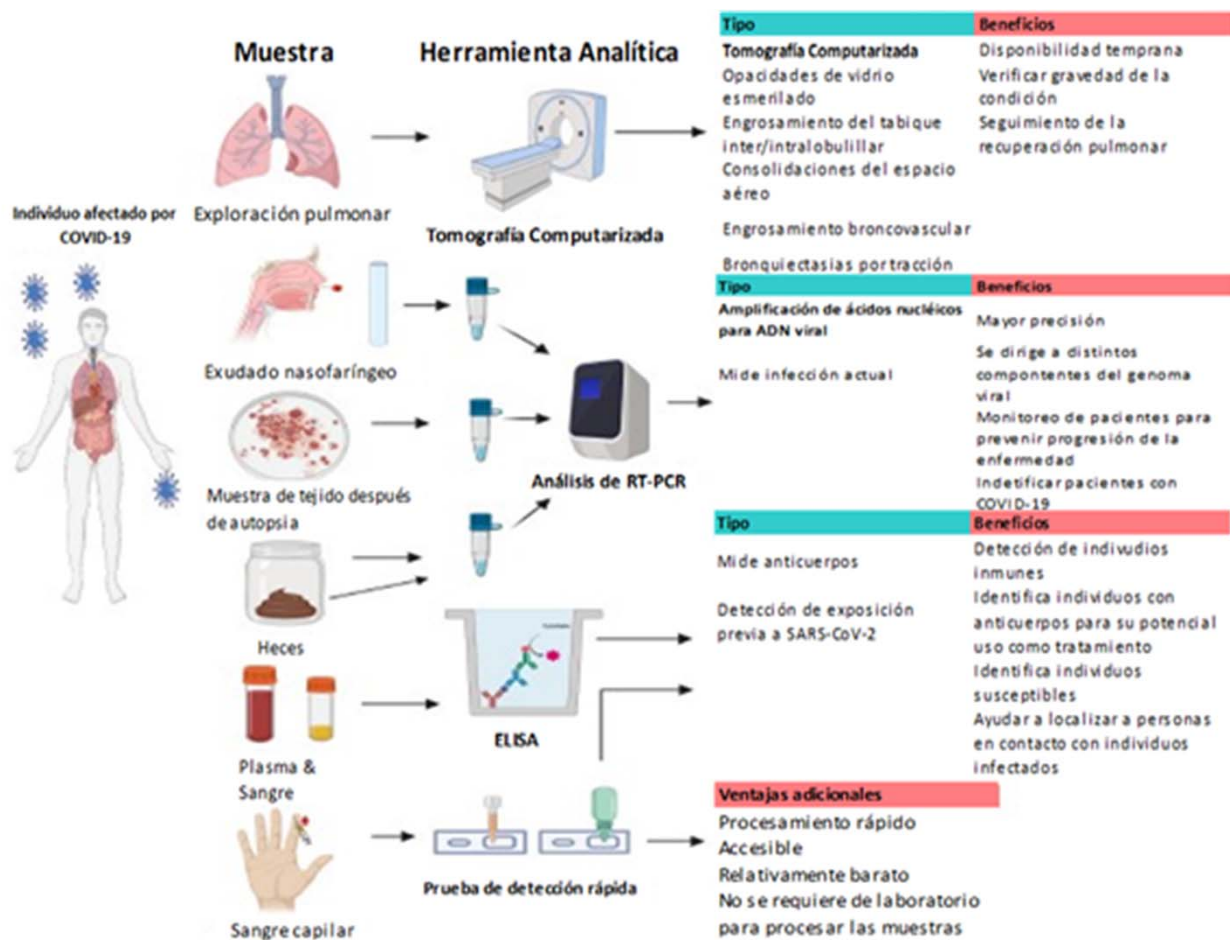 Muestra
Herramienta Analítica
Individuo afectado por
COVID-19
Exploración pulmonar
Tomografía Computarizada
Exudado nasofaríngeo
Muestra de tejido después
de autopsia
Análisis de RT-PCR
Heces
ELISA
Plasma &
Sangre
Sangre capilar
Prueba de detección rápida
Tipo
Beneficios
Tomografía Computarizada
Opacidades de vidrio
esmerilado
Engrosamiento del tabique
inter/intralobulillar
Consolidaciones del espacio
aéreo
Engrosamiento broncovascular
Bronquiectasias por tracción
Disponibilidad temprana
Verificar gravedad de la
condición
Seguimiento de la
recuperación pulmonar
Tipo
Beneficios
Amplificación de ácidos nucléicos
para ADN viral
Mide infección actual
Mayor precisión
Se dirige a distintos
compontentes del genoma
viral
Monitoreo de pacientes para
prevenir progresión de la
enfermedad
Indetificar pacientes con
COVID-19
Tipo
Beneficios
Mide anticuerpos
Detección de exposición
previa a SARS-CoV-2
Detección de indivudios
inmunes
Identifica individuos con
anticuerpos para su potencial
uso como tratamiento
Identifica individuos
susceptibles
Ayudar a localizar a personas
en contacto con individuos
infectados
Ventajas adicionales
Procesamiento rápido
Accesible
Relativamente barato
No se requiere de laboratorio
para procesar las muestras